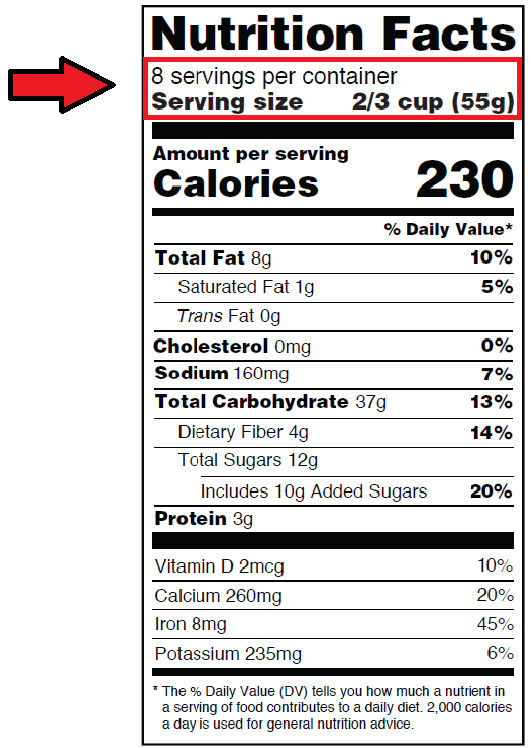 Nutrition Facts
8 servings per container
Serving size 2/3 cup (55g)
Amount per serving
Calories 230
% Daily Value*
Total Fat 8g 10%
Saturated Fat 1g 5%
Trans Fat 0g
Cholesterol 0mg 0%
Sodium 160mg 7%
Total Carbohydrate 37g 13%
Dietary Fiber 4g 14%
Total Sugars 12g
Includes 10g Added Sugars 20%
Protein 3g
Vitamin D 2mcg 10%
Calcium 260mg 20%
Iron 8mg 45%
Potassium 235mg 6%
* The % Daily Value (DV) tells you how much a nutrient in
a serving of food contributes to a daily diet. 2,000 calories
a day is used for general nutrition advice.